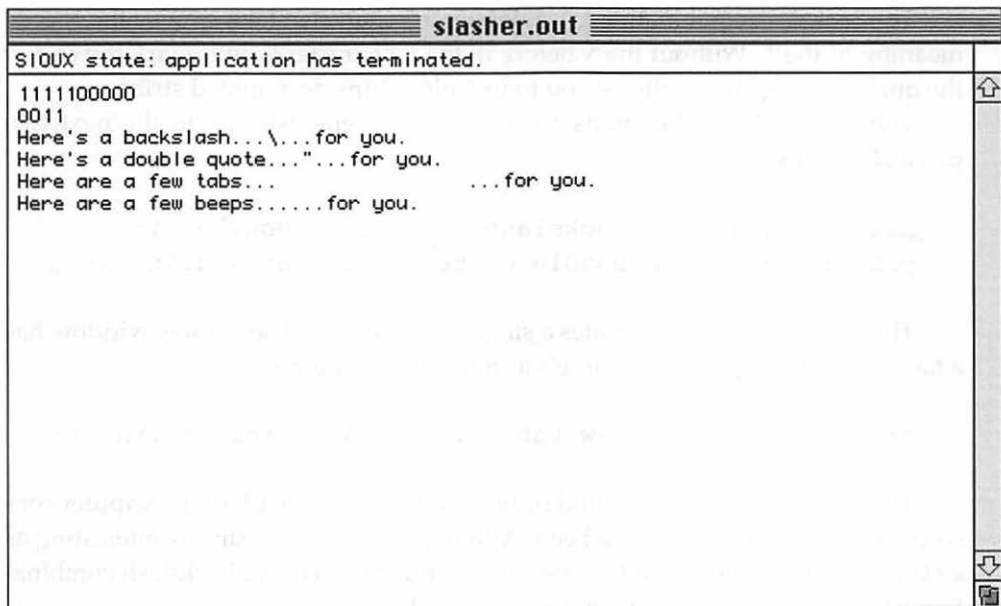 slasher.out
SIOUX state: application has terminated.
1111100000
0011
Here's a backslash...\...for you.
Here's a double quote..."...for you.
Here are a few tabs...                    ...for you.
Here are a few beeps......for you.